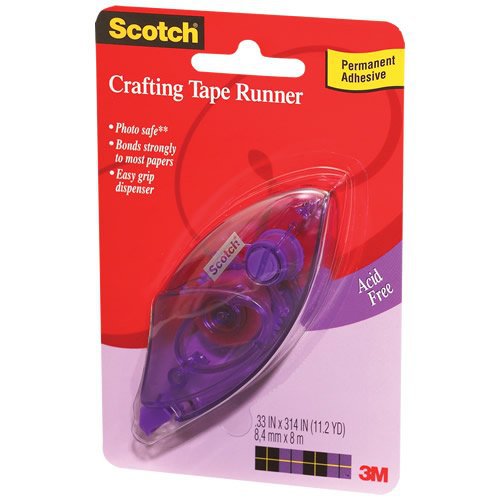 Scotch
Permanent
Adhesive
Crafting Tape Runner
• Photo safe**
• Bonds strongly
to most papers
• Easy grip
dispenser
Scotch
Acid
Free
.33 IN x 314 IN (11.2 YD)
8,4 mm x 8 m
3M